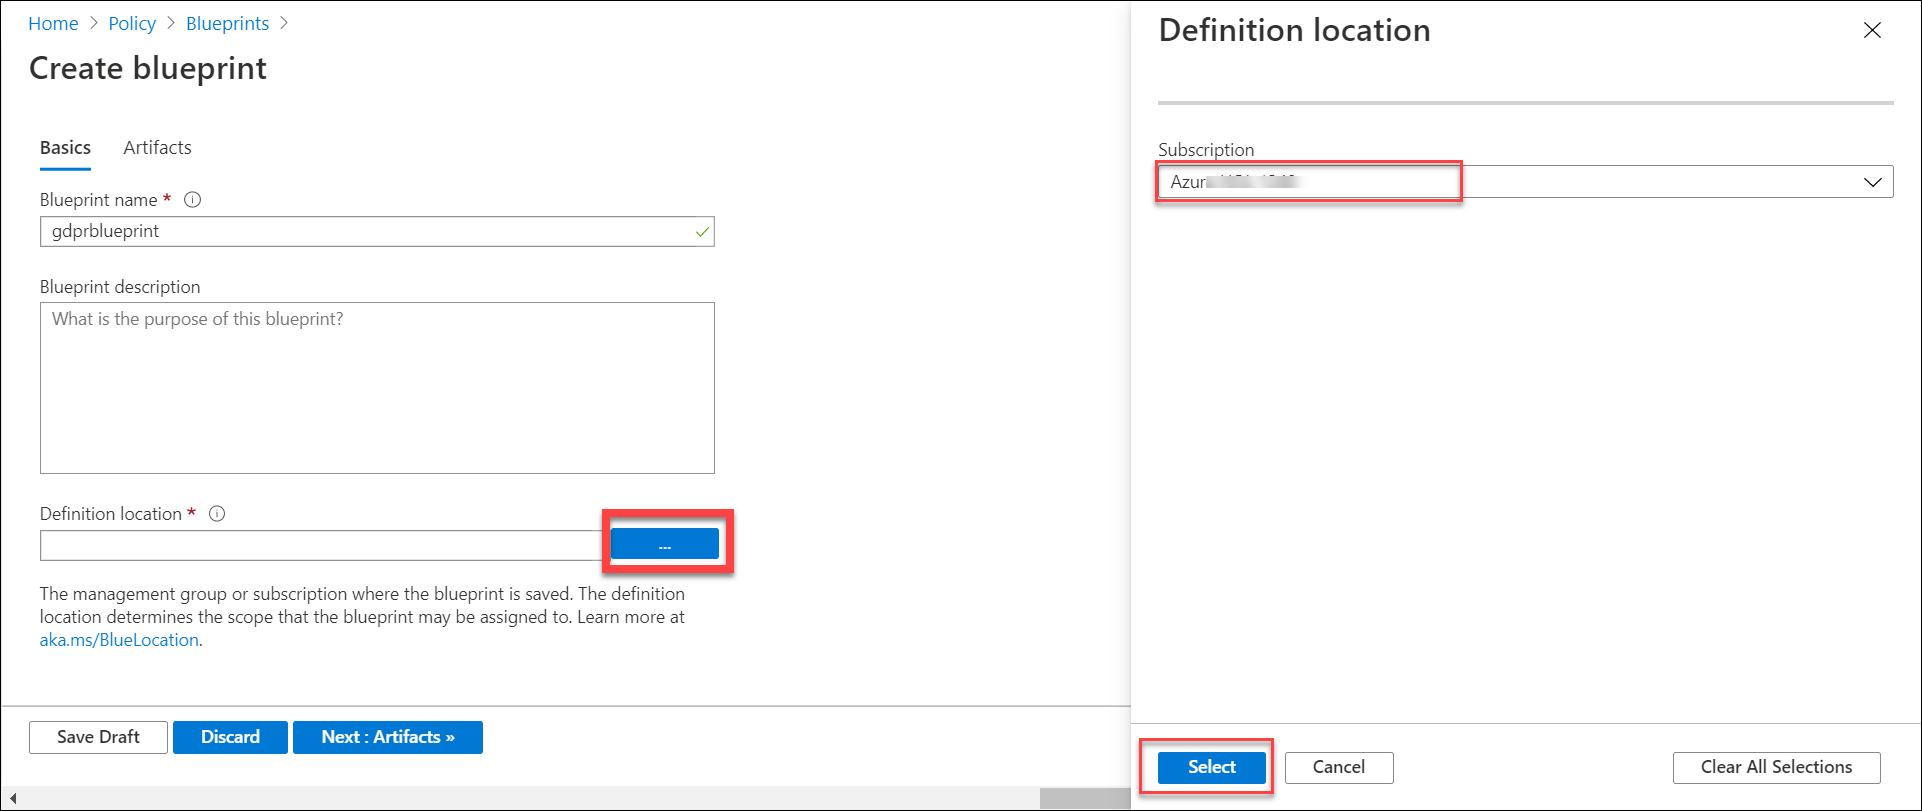 Home > Policy > Blueprints >
Create blueprint
Basics Artifacts
Blueprint name *
gdprblueprint
Blueprint description
What is the purpose of this blueprint?
Definition location *
...
The management group or subscription where the blueprint is saved. The definition
location determines the scope that the blueprint may be assigned to. Learn more at
aka.ms/BlueLocation.
Save Draft Discard Next : Artifacts »
Definition location
Subscription
Select Cancel Clear All Selections